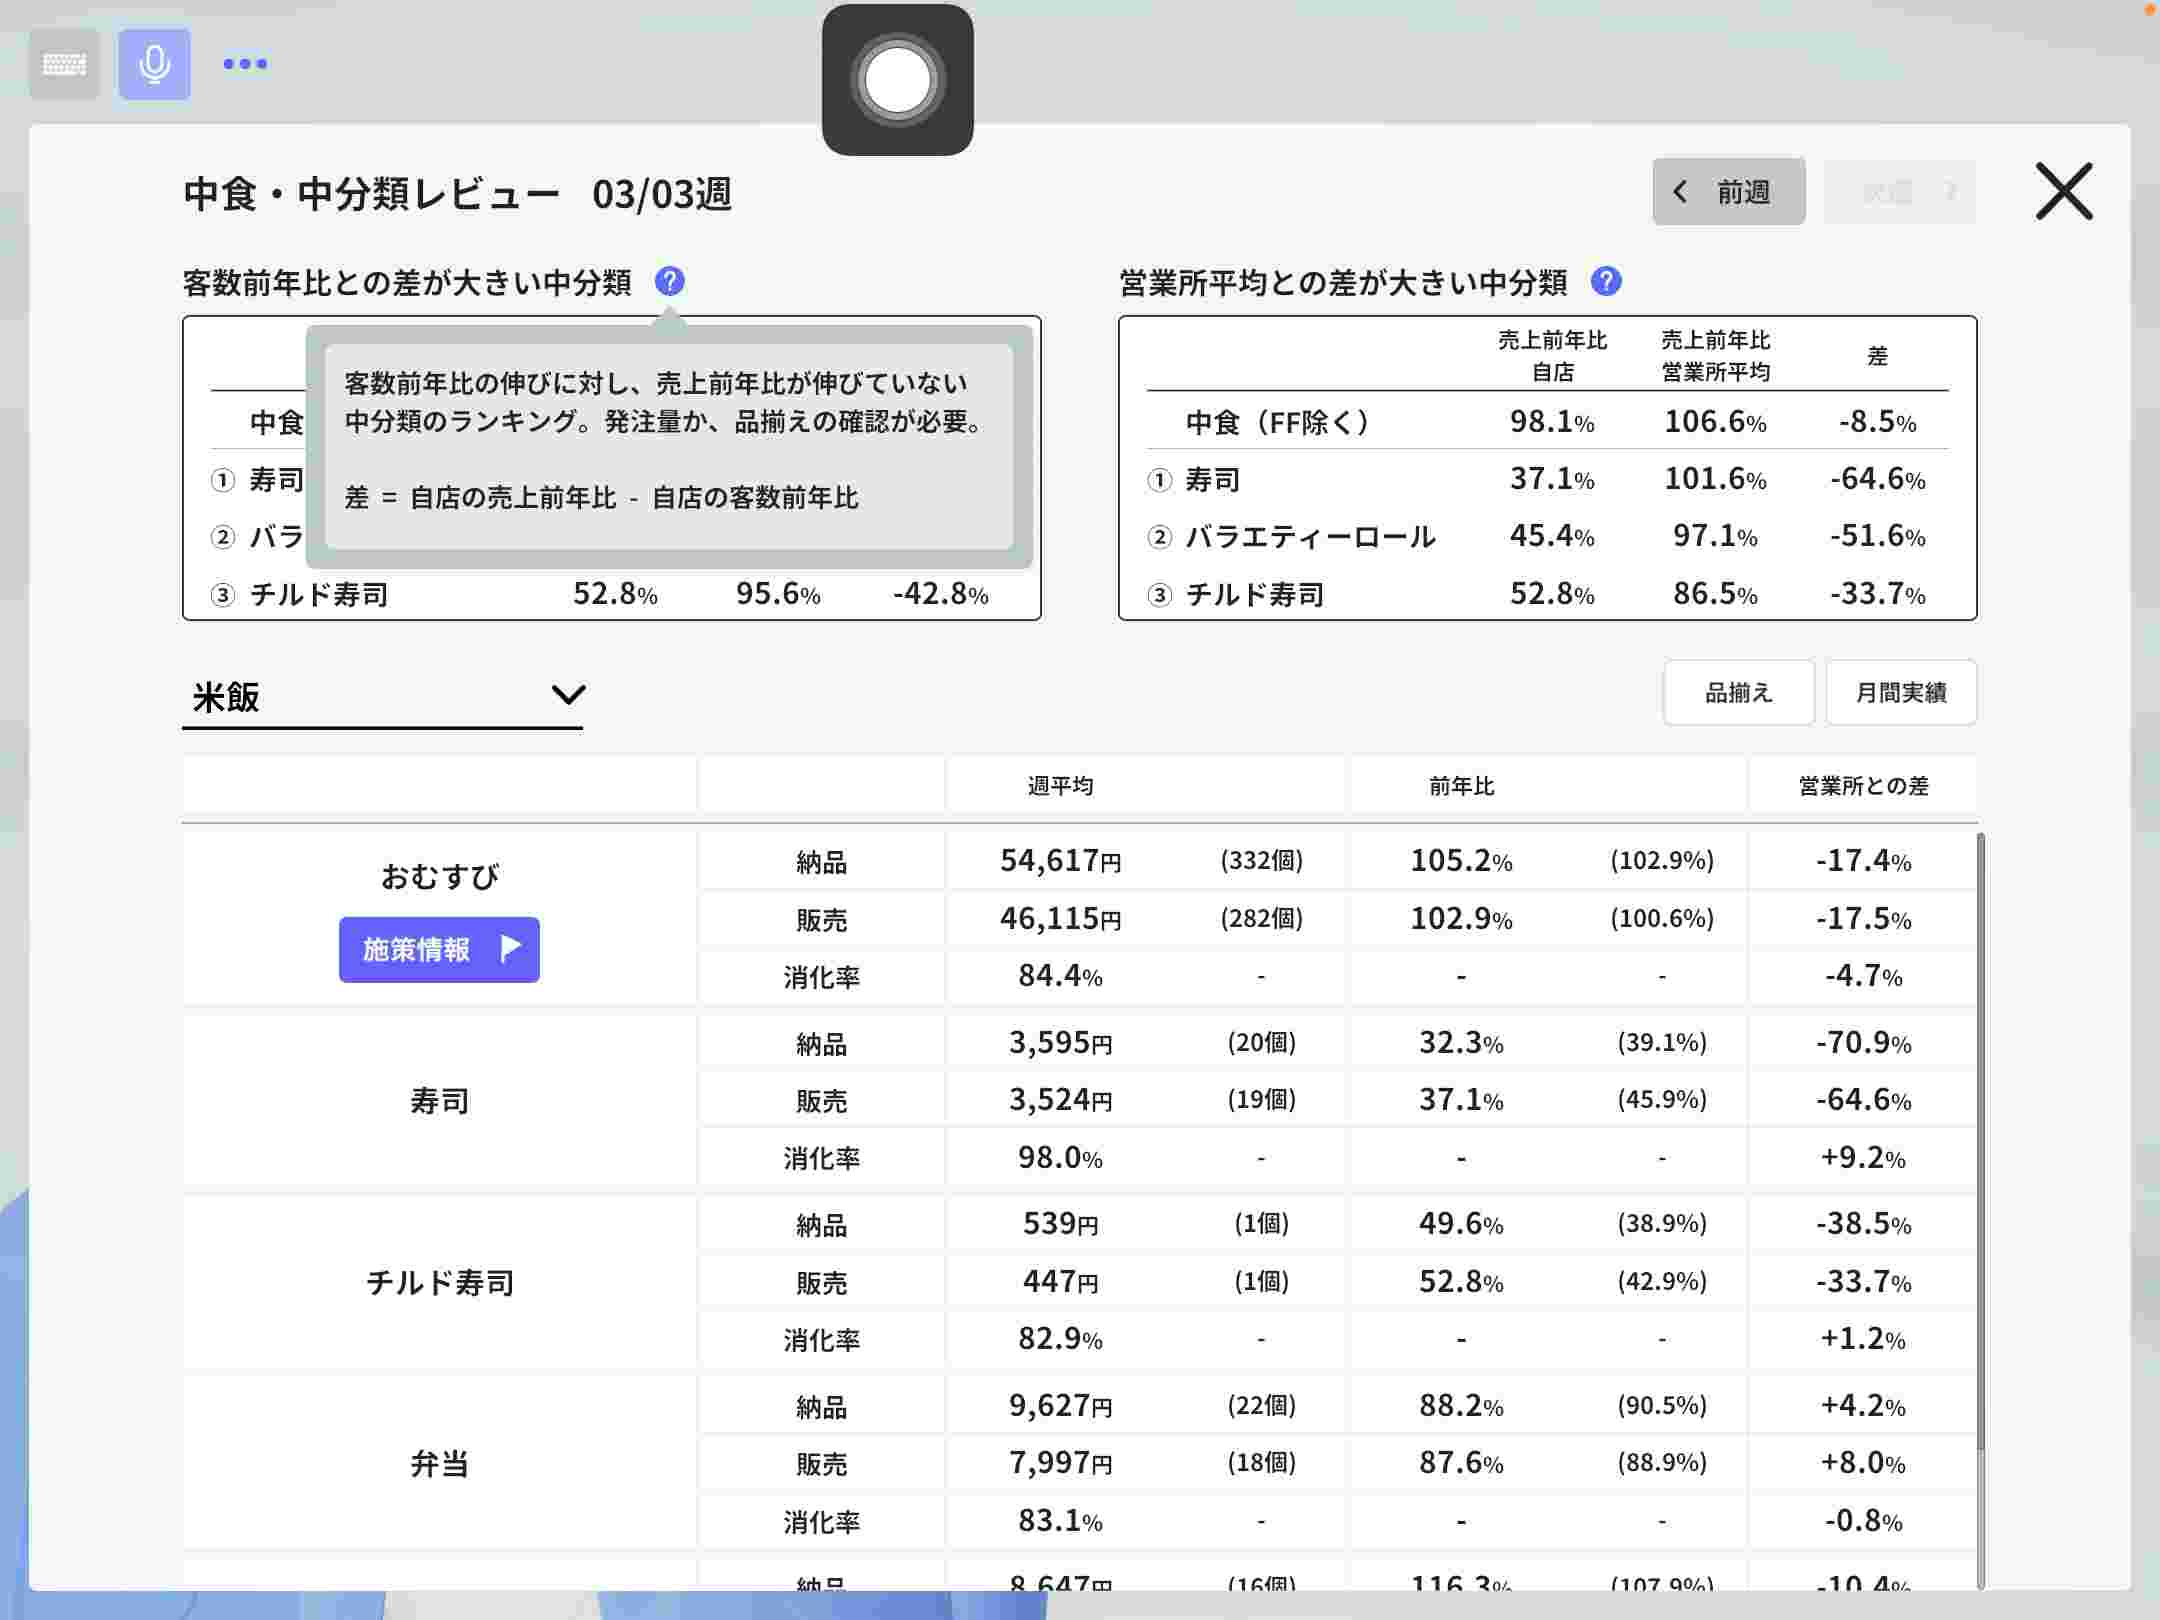 中食・中分類レビュー 03/03週
前週
次週
客数前年比との差が大きい中分類 ?
客数前年比の伸びに対し、売上前年比が伸びていない
中分類のランキング。発注量か、品揃えの確認が必要。
差 = 自店の売上前年比 - 自店の客数前年比
中食
① 寿司
② バラ
③ チルド寿司 52.8% 95.6% -42.8%
営業所平均との差が大きい中分類 ?
売上前年比 自店 売上前年比 営業所平均 差
中食（FF除く） 98.1% 106.6% -8.5%
① 寿司 37.1% 101.6% -64.6%
② バラエティーロール 45.4% 97.1% -51.6%
③ チルド寿司 52.8% 86.5% -33.7%
米飯
品揃え 月間実績
週平均 前年比 営業所との差
おむすび
施策情報
納品 54,617円 (332個) 105.2% (102.9%) -17.4%
販売 46,115円 (282個) 102.9% (100.6%) -17.5%
消化率 84.4% - - - -4.7%
寿司
納品 3,595円 (20個) 32.3% (39.1%) -70.9%
販売 3,524円 (19個) 37.1% (45.9%) -64.6%
消化率 98.0% - - - +9.2%
チルド寿司
納品 539円 (1個) 49.6% (38.9%) -38.5%
販売 447円 (1個) 52.8% (42.9%) -33.7%
消化率 82.9% - - - +1.2%
弁当
納品 9,627円 (22個) 88.2% (90.5%) +4.2%
販売 7,997円 (18個) 87.6% (88.9%) +8.0%
消化率 83.1% - - - -0.8%
納品 8,647円 (16個) 116.3% (107.9%) -10.4%